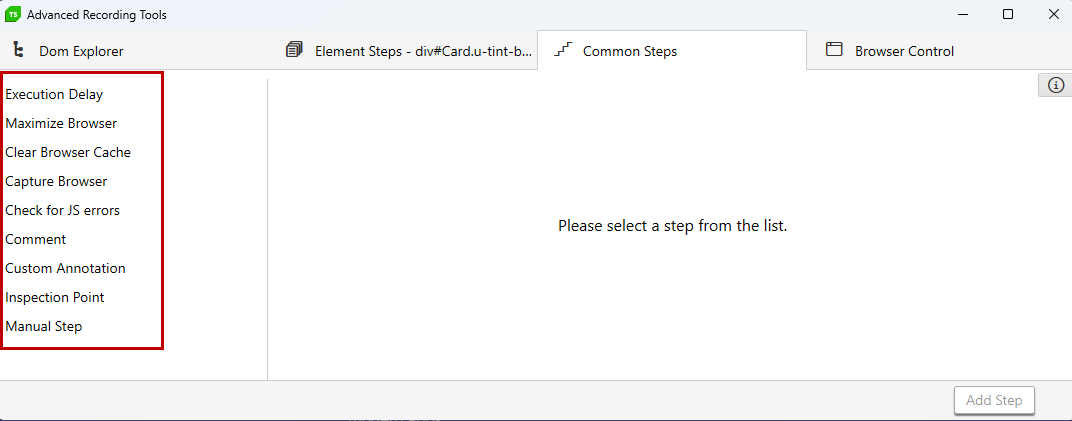 TS Advanced Recording Tools
Dom Explorer
Element Steps - div#Card.u-tint-b...
Common Steps
Browser Control
Execution Delay
Maximize Browser
Clear Browser Cache
Capture Browser
Check for JS errors
Comment
Custom Annotation
Inspection Point
Manual Step
Please select a step from the list.
Add Step